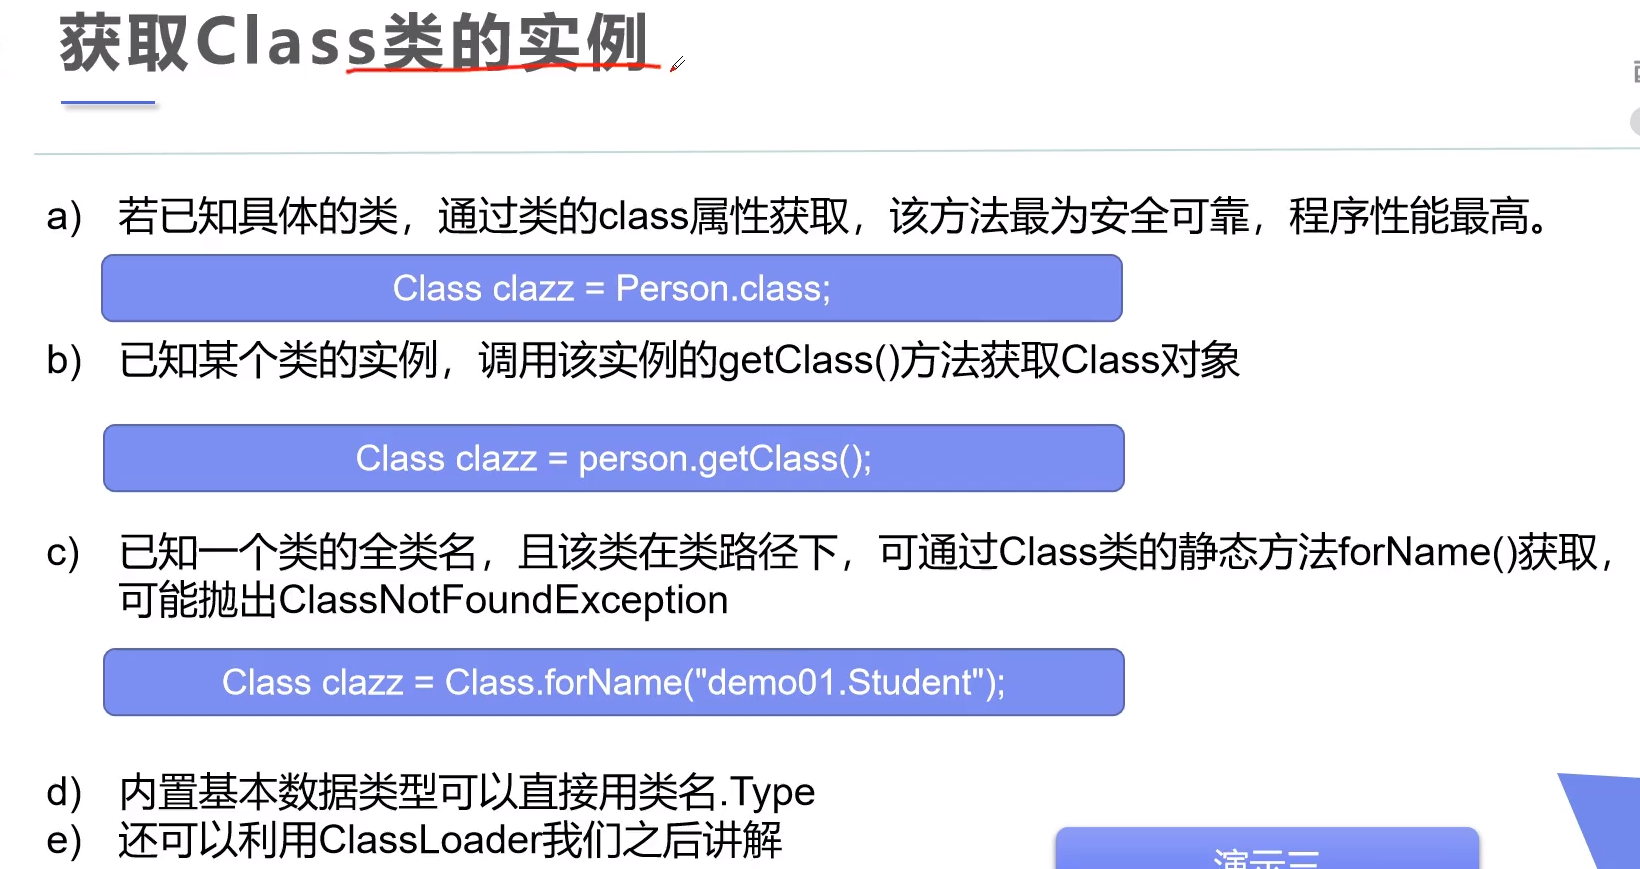 获取Class类的实例
a) 若已知具体的类，通过类的class属性获取，该方法最为安全可靠，程序性能最高。
Class clazz = Person.class;
b) 已知某个类的实例，调用该实例的getClass()方法获取Class对象
Class clazz = person.getClass();
c) 已知一个类的全类名，且该类在类路径下，可通过Class类的静态方法forName()获取，
可能抛出ClassNotFoundException
Class clazz = Class.forName("demo01.Student");
d) 内置基本数据类型可以直接用类名.Type
e) 还可以利用ClassLoader我们之后讲解
演示三